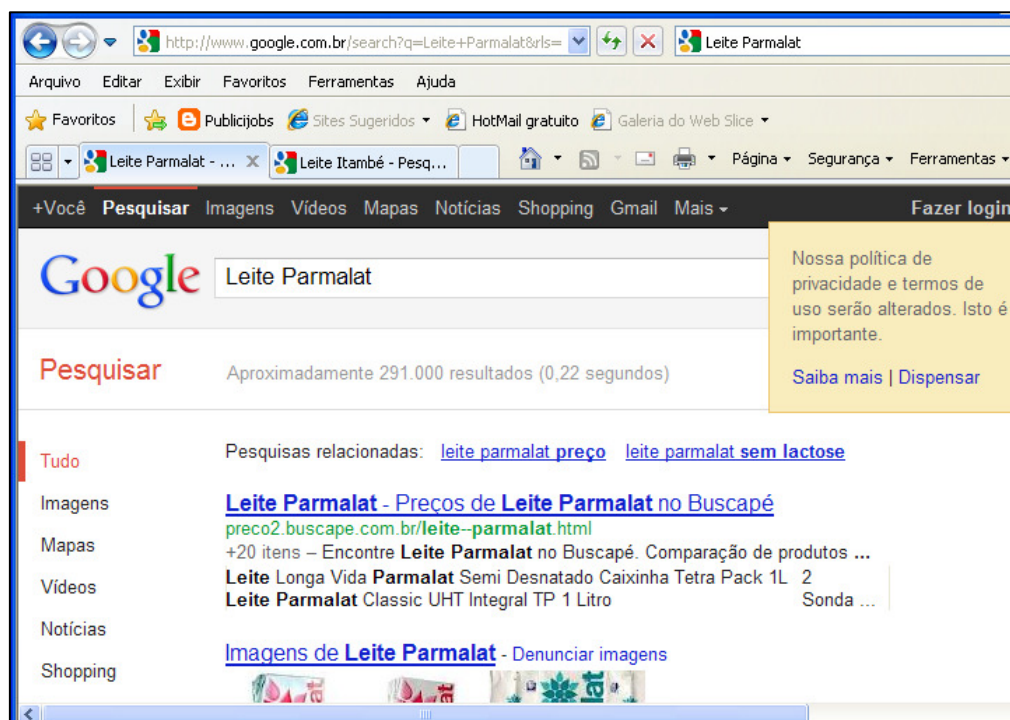 http://www.google.com.br/search?q=Leite+Parmalat&rls= Leite Parmalat
Arquivo Editar Exibir Favoritos Ferramentas Ajuda
Favoritos Publicijobs Sites Sugeridos HotMail gratuito Galeria do Web Slice
Leite Parmalat - ... Leite Itambé - Pesq... Página Segurança Ferramentas
+Você Pesquisar Imagens Vídeos Mapas Notícias Shopping Gmail Mais Fazer login
Google Leite Parmalat
Nossa política de
privacidade e termos de
uso serão alterados. Isto é
importante.
Saiba mais | Dispensar
Pesquisar Aproximadamente 291.000 resultados (0,22 segundos)
Tudo
Imagens
Mapas
Vídeos
Notícias
Shopping
Pesquisas relacionadas: leite parmalat preço leite parmalat sem lactose
Leite Parmalat - Preços de Leite Parmalat no Buscapé
preco2.buscape.com.br/leite--parmalat.html
+20 itens – Encontre Leite Parmalat no Buscapé. Comparação de produtos ...
Leite Longa Vida Parmalat Semi Desnatado Caixinha Tetra Pack 1L 2
Leite Parmalat Classic UHT Integral TP 1 Litro Sonda ...
Imagens de Leite Parmalat - Denunciar imagens